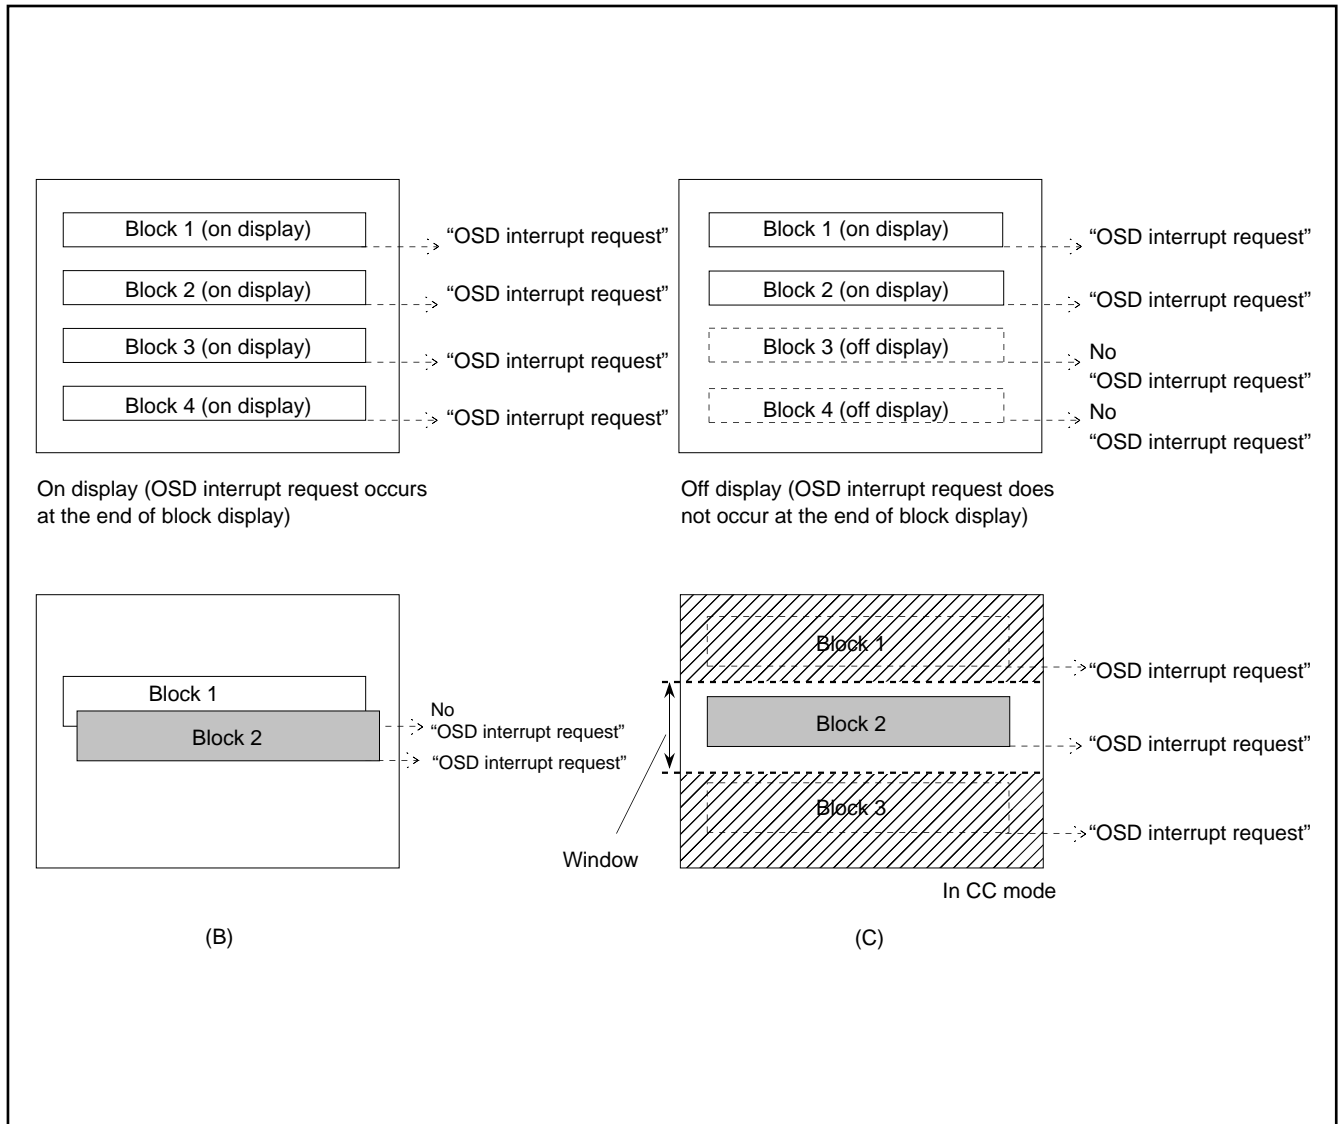 Block 1 (on display)
“OSD interrupt request”
Block 2 (on display)
“OSD interrupt request”
Block 3 (on display)
“OSD interrupt request”
Block 4 (on display)
“OSD interrupt request”
On display (OSD interrupt request occurs
at the end of block display)
Block 1 (on display)
“OSD interrupt request”
Block 2 (on display)
“OSD interrupt request”
Block 3 (off display)
No
“OSD interrupt request”
Block 4 (off display)
No
“OSD interrupt request”
Off display (OSD interrupt request does
not occur at the end of block display)
Block 1
Block 2
No
“OSD interrupt request”
“OSD interrupt request”
(B)
Block 1
“OSD interrupt request”
Block 2
“OSD interrupt request”
Block 3
“OSD interrupt request”
Window
In CC mode
(C)